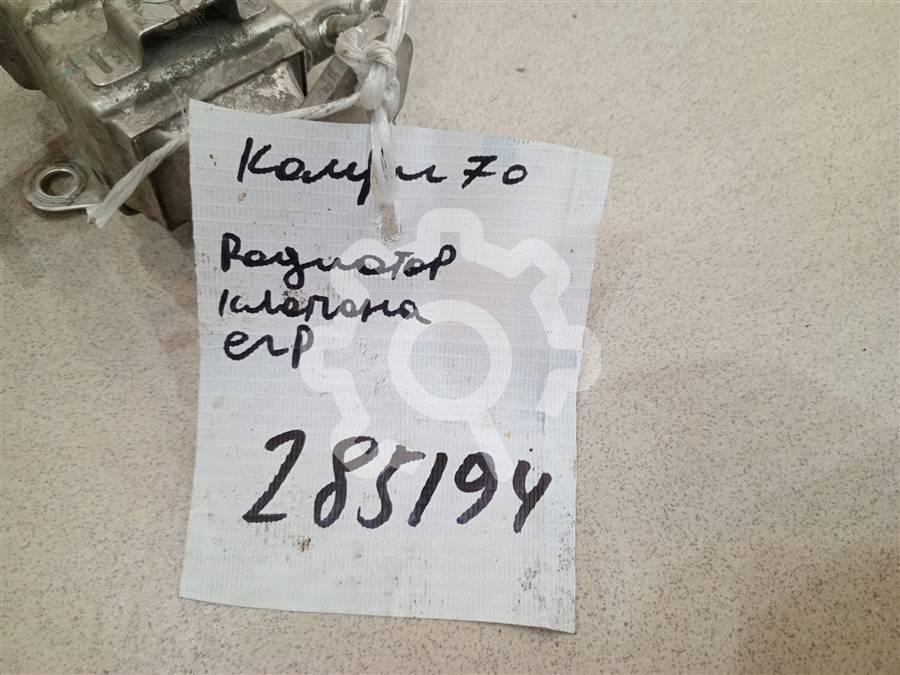 Камри 70
Радиатор
клапана
егр
285194